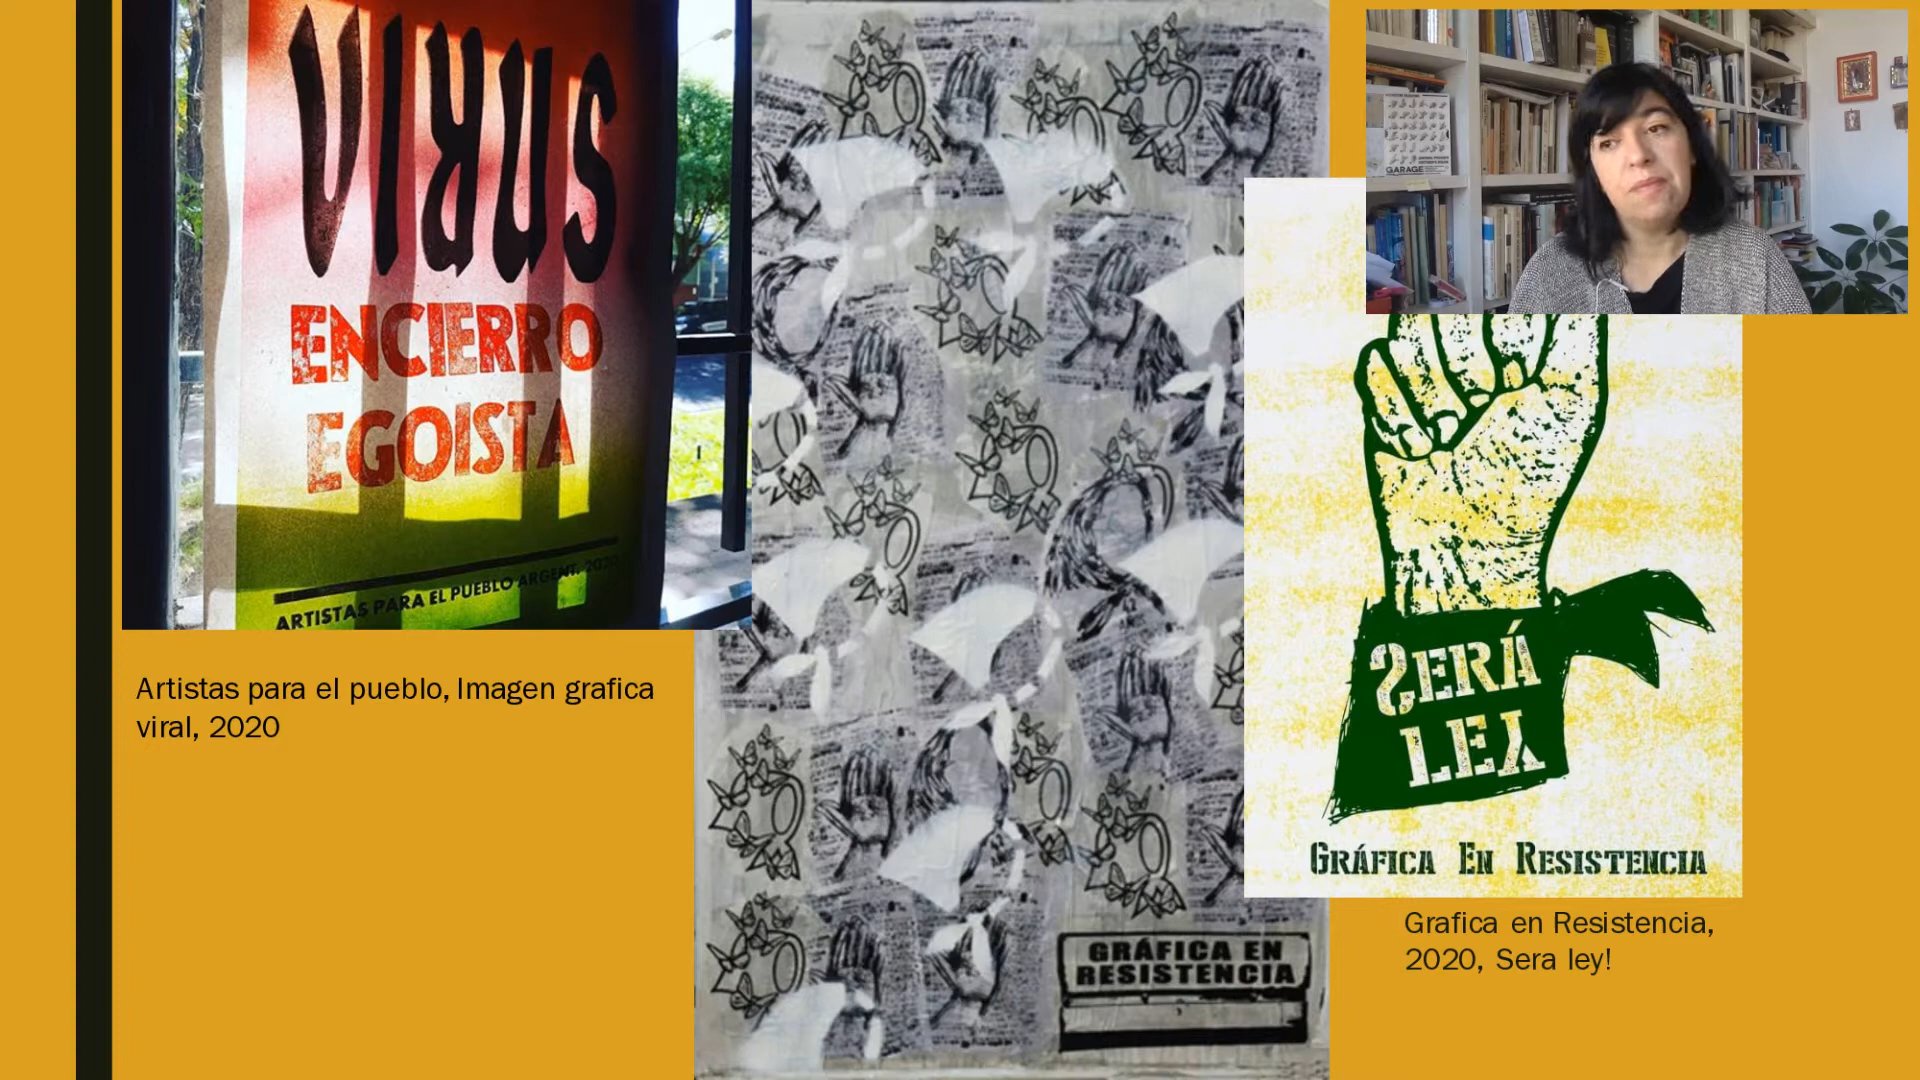 VIRUS
ENCIERRO
EGOISTA
ARTISTAS PARA EL PUEBLO ARGENT. 2020
Artistas para el pueblo, Imagen grafica
viral, 2020
GRÁFICA EN
RESISTENCIA
GARAGE
SERÁ
LEY
GRÁFICA EN RESISTENCIA
Grafica en Resistencia,
2020, Sera ley!